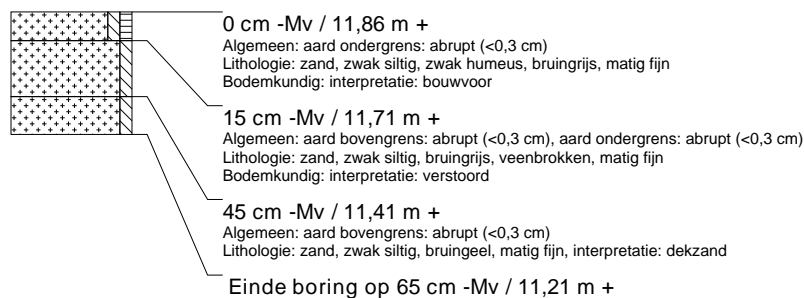 0 cm -Mv / 11,86 m +
Algemeen: aard ondergrens: abrupt (<0,3 cm)
Lithologie: zand, zwak siltig, zwak humeus, bruingrijs, matig fijn
Bodemkundig: interpretatie: bouwvoor
15 cm -Mv / 11,71 m +
Algemeen: aard bovengrens: abrupt (<0,3 cm), aard ondergrens: abrupt (<0,3 cm)
Lithologie: zand, zwak siltig, bruingrijs, veenbrokken, matig fijn
Bodemkundig: interpretatie: verstoord
45 cm -Mv / 11,41 m +
Algemeen: aard bovengrens: abrupt (<0,3 cm)
Lithologie: zand, zwak siltig, bruingeel, matig fijn, interpretatie: dekzand
Einde boring op 65 cm -Mv / 11,21 m +